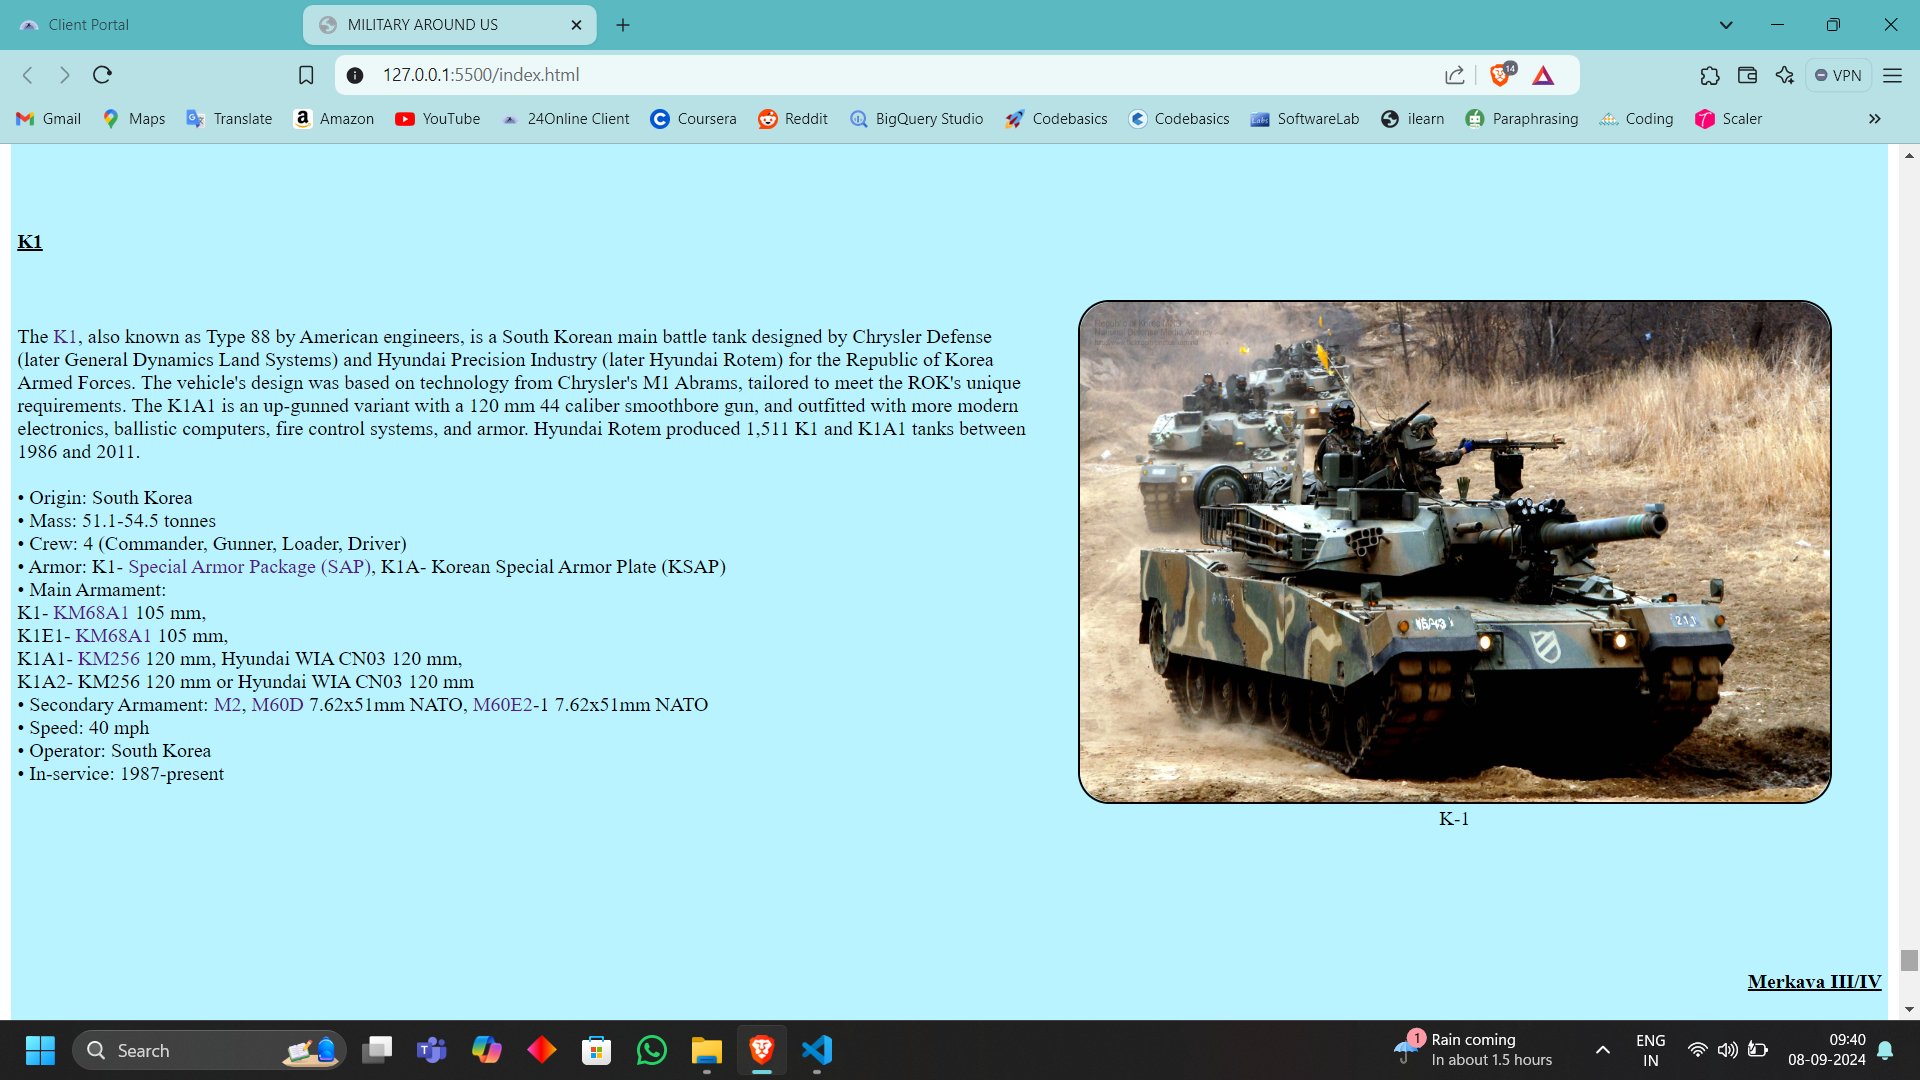 Client Portal
MILITARY AROUND US
127.0.0.1:5500/index.html
14
VPN
Gmail
Maps
Translate
Amazon
YouTube
24Online Client
Coursera
Reddit
BigQuery Studio
Codebasics
Codebasics
SoftwareLab
ilearn
Paraphrasing
Coding
Scaler
K1
The K1, also known as Type 88 by American engineers, is a South Korean main battle tank designed by Chrysler Defense
(later General Dynamics Land Systems) and Hyundai Precision Industry (later Hyundai Rotem) for the Republic of Korea
Armed Forces. The vehicle's design was based on technology from Chrysler's M1 Abrams, tailored to meet the ROK's unique
requirements. The K1A1 is an up-gunned variant with a 120 mm 44 caliber smoothbore gun, and outfitted with more modern
electronics, ballistic computers, fire control systems, and armor. Hyundai Rotem produced 1,511 K1 and K1A1 tanks between
1986 and 2011.
• Origin: South Korea
• Mass: 51.1-54.5 tonnes
• Crew: 4 (Commander, Gunner, Loader, Driver)
• Armor: K1- Special Armor Package (SAP), K1A- Korean Special Armor Plate (KSAP)
• Main Armament:
K1- KM68A1 105 mm,
K1E1- KM68A1 105 mm,
K1A1- KM256 120 mm, Hyundai WIA CN03 120 mm,
K1A2- KM256 120 mm or Hyundai WIA CN03 120 mm
• Secondary Armament: M2, M60D 7.62x51mm NATO, M60E2-1 7.62x51mm NATO
• Speed: 40 mph
• Operator: South Korea
• In-service: 1987-present
K-1
Merkava III/IV
Search
1
Rain coming
In about 1.5 hours
ENG
IN
09:40
08-09-2024